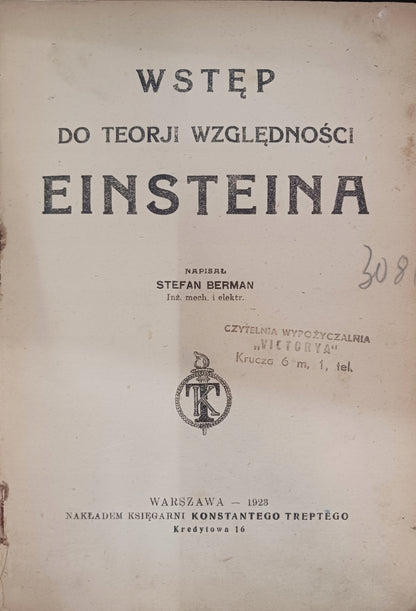 WSTĘP
DO TEORJI WZGLĘDNOŚCI
EINSTEINA
NAPISAŁ
STEFAN BERMAN
Inż. mech. i elektr.
308
CZYTELNIA WYPOŻYCZALNIA
„VICTORYA"
Krucza 6 m, 1, tel.
TK
WARSZAWA — 1923
NAKŁADEM KSIĘGARNI KONSTANTEGO TREPTEGO
Kredytowa 16